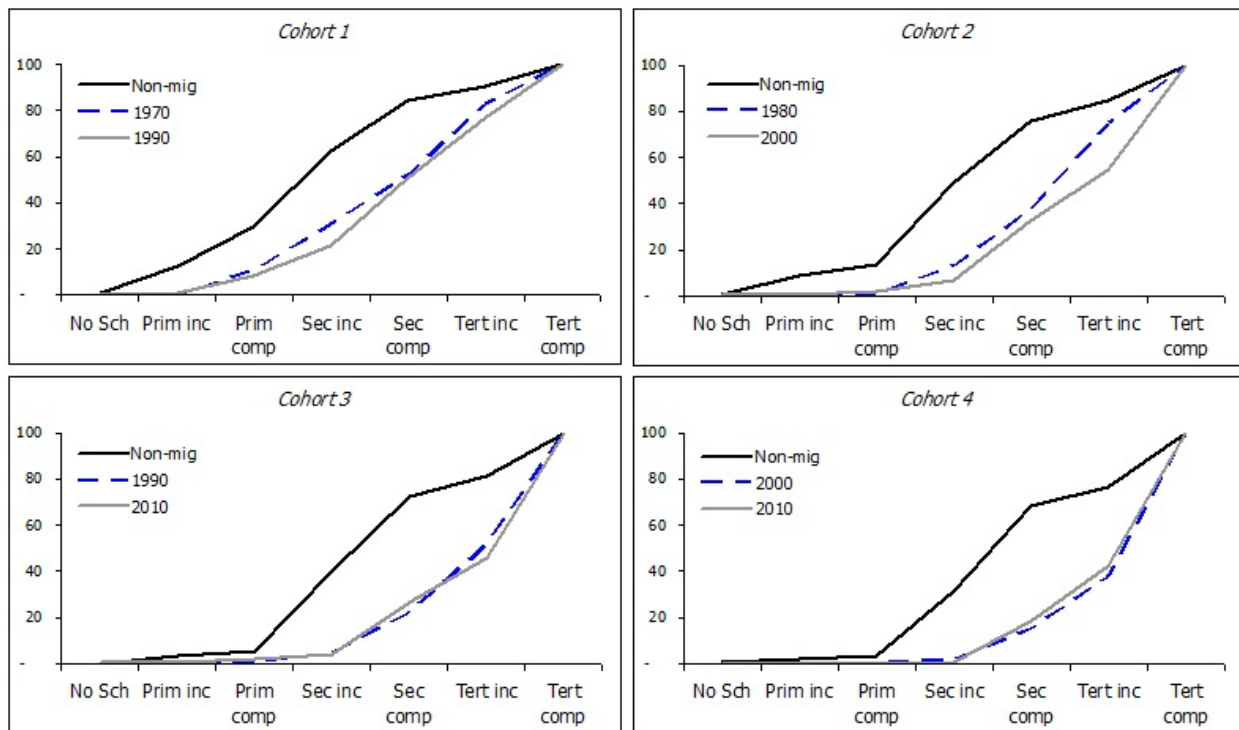 Cohort 1
100
80
60
40
20
-
Non-mig
1970
1990
No Sch Prim inc Prim comp Sec inc Sec comp Tert inc Tert comp
Cohort 2
100
80
60
40
20
-
Non-mig
1980
2000
No Sch Prim inc Prim comp Sec inc Sec comp Tert inc Tert comp
Cohort 3
100
80
60
40
20
-
Non-mig
1990
2010
No Sch Prim inc Prim comp Sec inc Sec comp Tert inc Tert comp
Cohort 4
100
80
60
40
20
-
Non-mig
2000
2010
No Sch Prim inc Prim comp Sec inc Sec comp Tert inc Tert comp